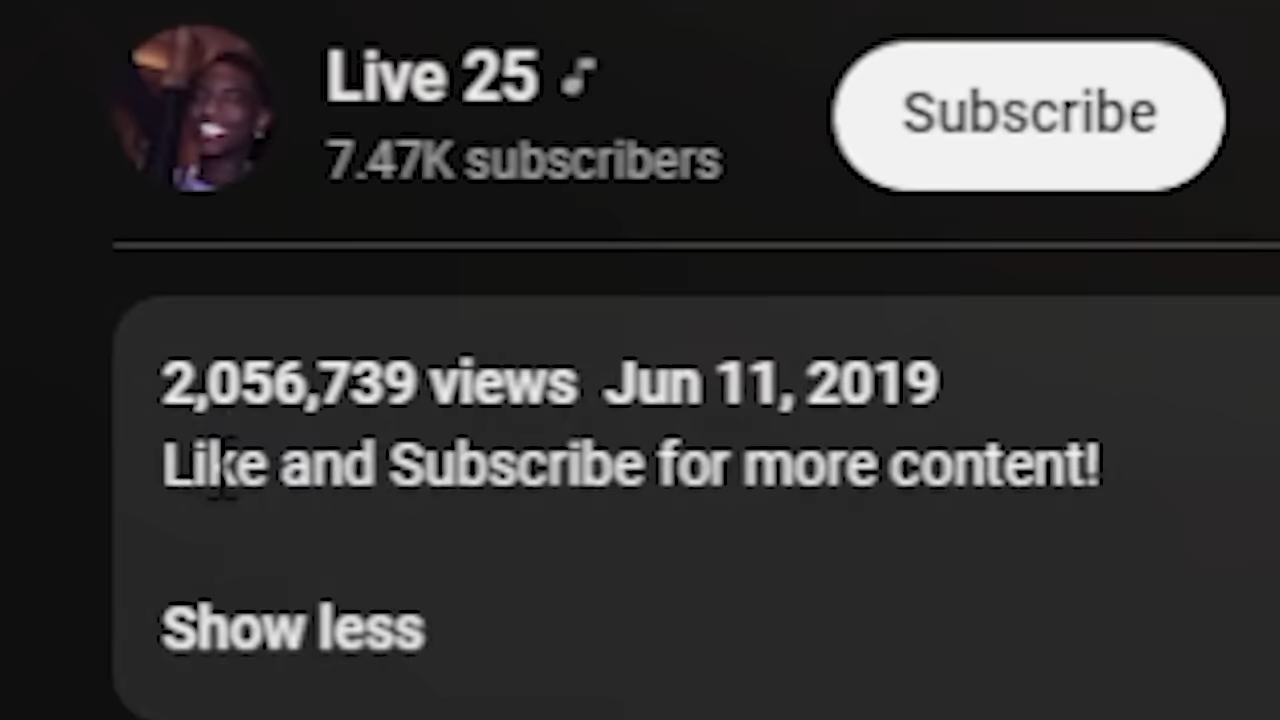 Live 25 ♪
7.47K subscribers
Subscribe
2,056,739 views Jun 11, 2019
Like and Subscribe for more content!
Show less